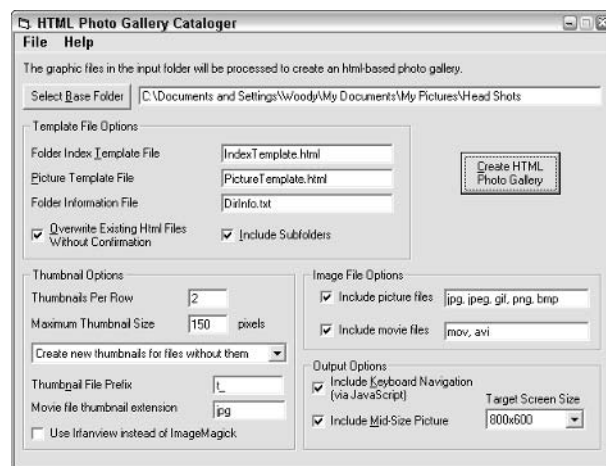 HTML Photo Gallery Cataloger
File Help
The graphic files in the input folder will be processed to create an html-based photo gallery.
Select Base Folder C:\Documents and Settings\Woody\My Documents\My Pictures\Head Shots
Template File Options
Folder Index Template File IndexTemplate.html
Picture Template File PictureTemplate.html
Folder Information File DirInfo.txt
Overwrite Existing Html Files
Without Confirmation
Include Subfolders
Create HTML
Photo Gallery
Thumbnail Options
Thumbnails Per Row 2
Maximum Thumbnail Size 150 pixels
Create new thumbnails for files without them
Thumbnail File Prefix t_
Movie file thumbnail extension jpg
Use Irfanview instead of ImageMagick
Image File Options
Include picture files jpg, jpeg, gif, png, bmp
Include movie files mov, avi
Output Options
Include Keyboard Navigation
(via JavaScript)
Include Mid-Size Picture
Target Screen Size
800x600